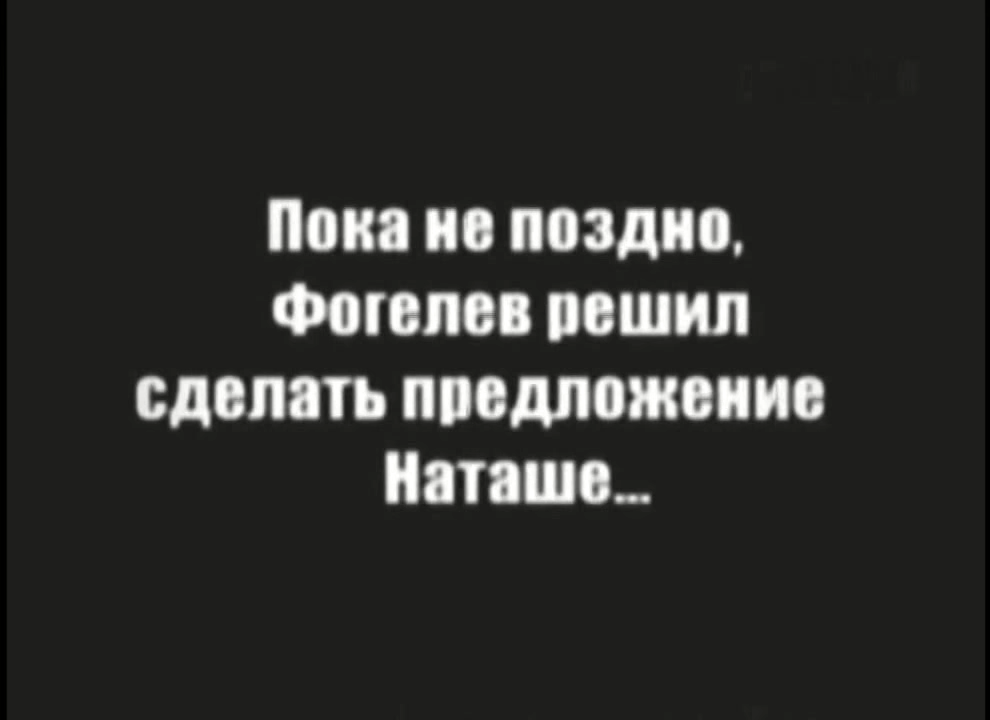 Пока не поздно,
Фогелев решил
сделать предложение
Наташе...